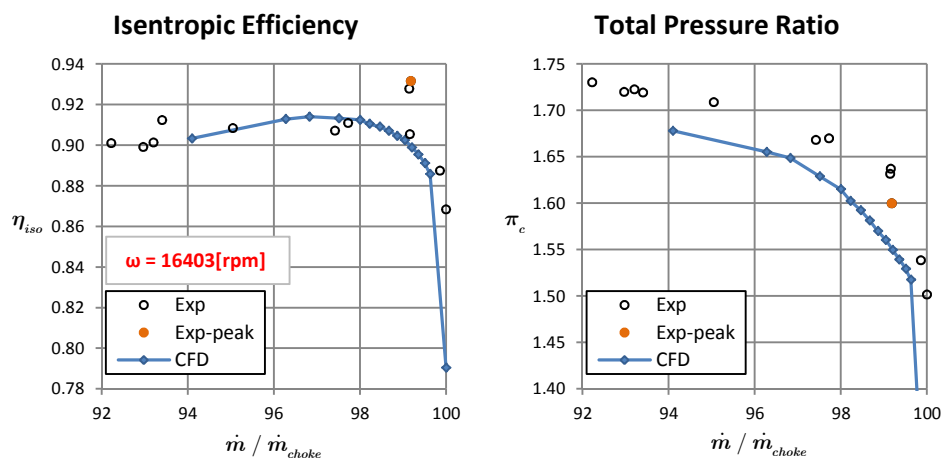 Isentropic Efficiency
0.94
0.92
0.90
0.88
0.86
0.84
0.82
0.80
0.78
η_iso
ω = 16403[rpm]
Exp
Exp-peak
CFD
92 94 96 98 100
ṁ / ṁ_choke
Total Pressure Ratio
1.75
1.70
1.65
1.60
1.55
1.50
1.45
1.40
π_c
Exp
Exp-peak
CFD
92 94 96 98 100
ṁ / ṁ_choke